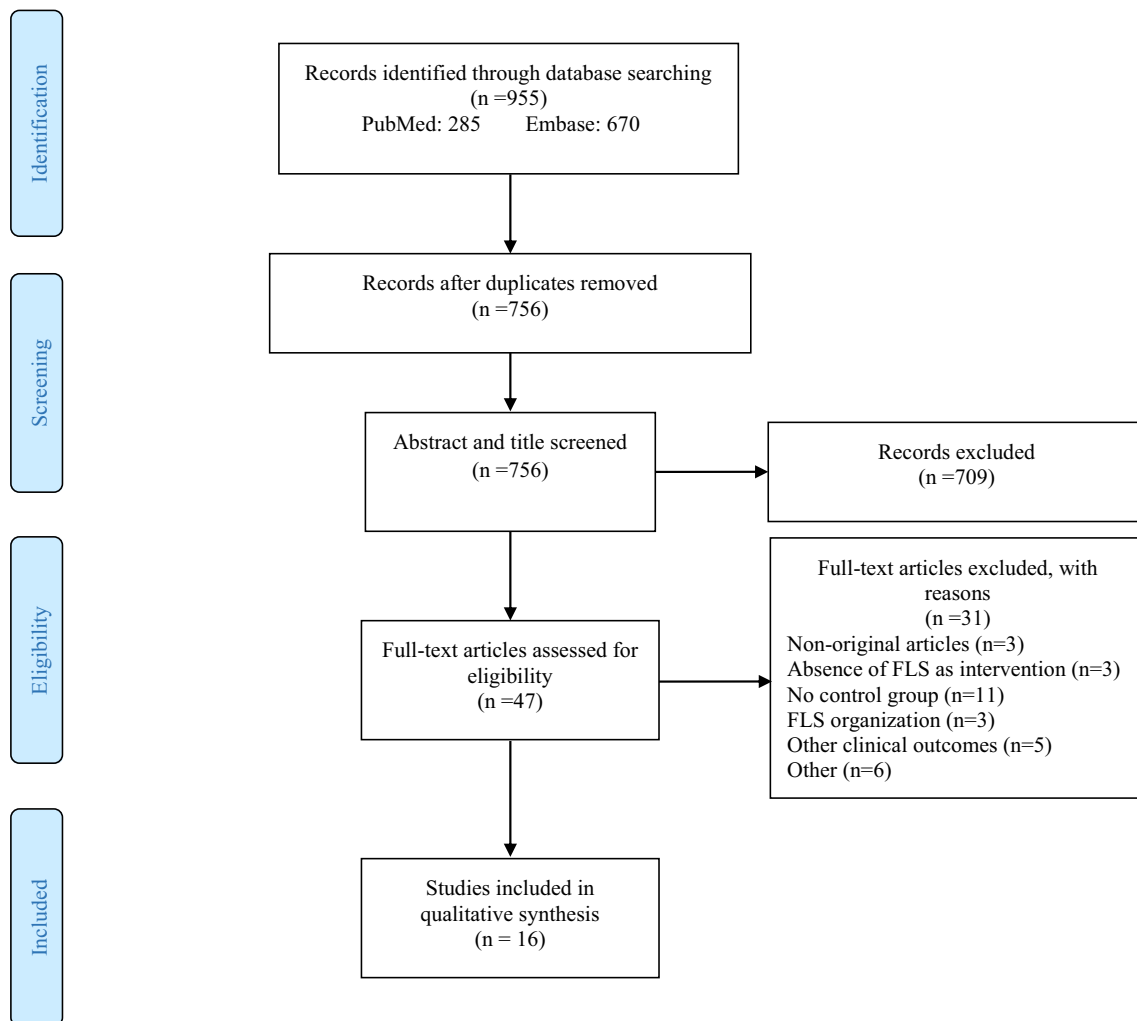 Identification
Records identified through database searching
(n =955)
PubMed: 285 Embase: 670
Records after duplicates removed
(n =756)
Screening
Abstract and title screened
(n =756)
Records excluded
(n =709)
Eligibility
Full-text articles assessed for
eligibility
(n =47)
Full-text articles excluded, with
reasons
(n =31)
Non-original articles (n=3)
Absence of FLS as intervention (n=3)
No control group (n=11)
FLS organization (n=3)
Other clinical outcomes (n=5)
Other (n=6)
Included
Studies included in
qualitative synthesis
(n = 16)